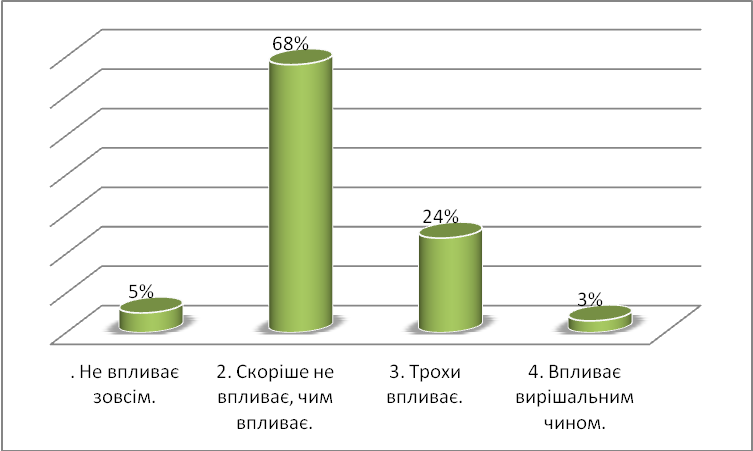 68%
24%
5%
3%
. Не впливає
зовсім.
2. Скоріше не
впливає, чим
впливає.
3. Трохи
впливає.
4. Впливає
вирішальним
чином.